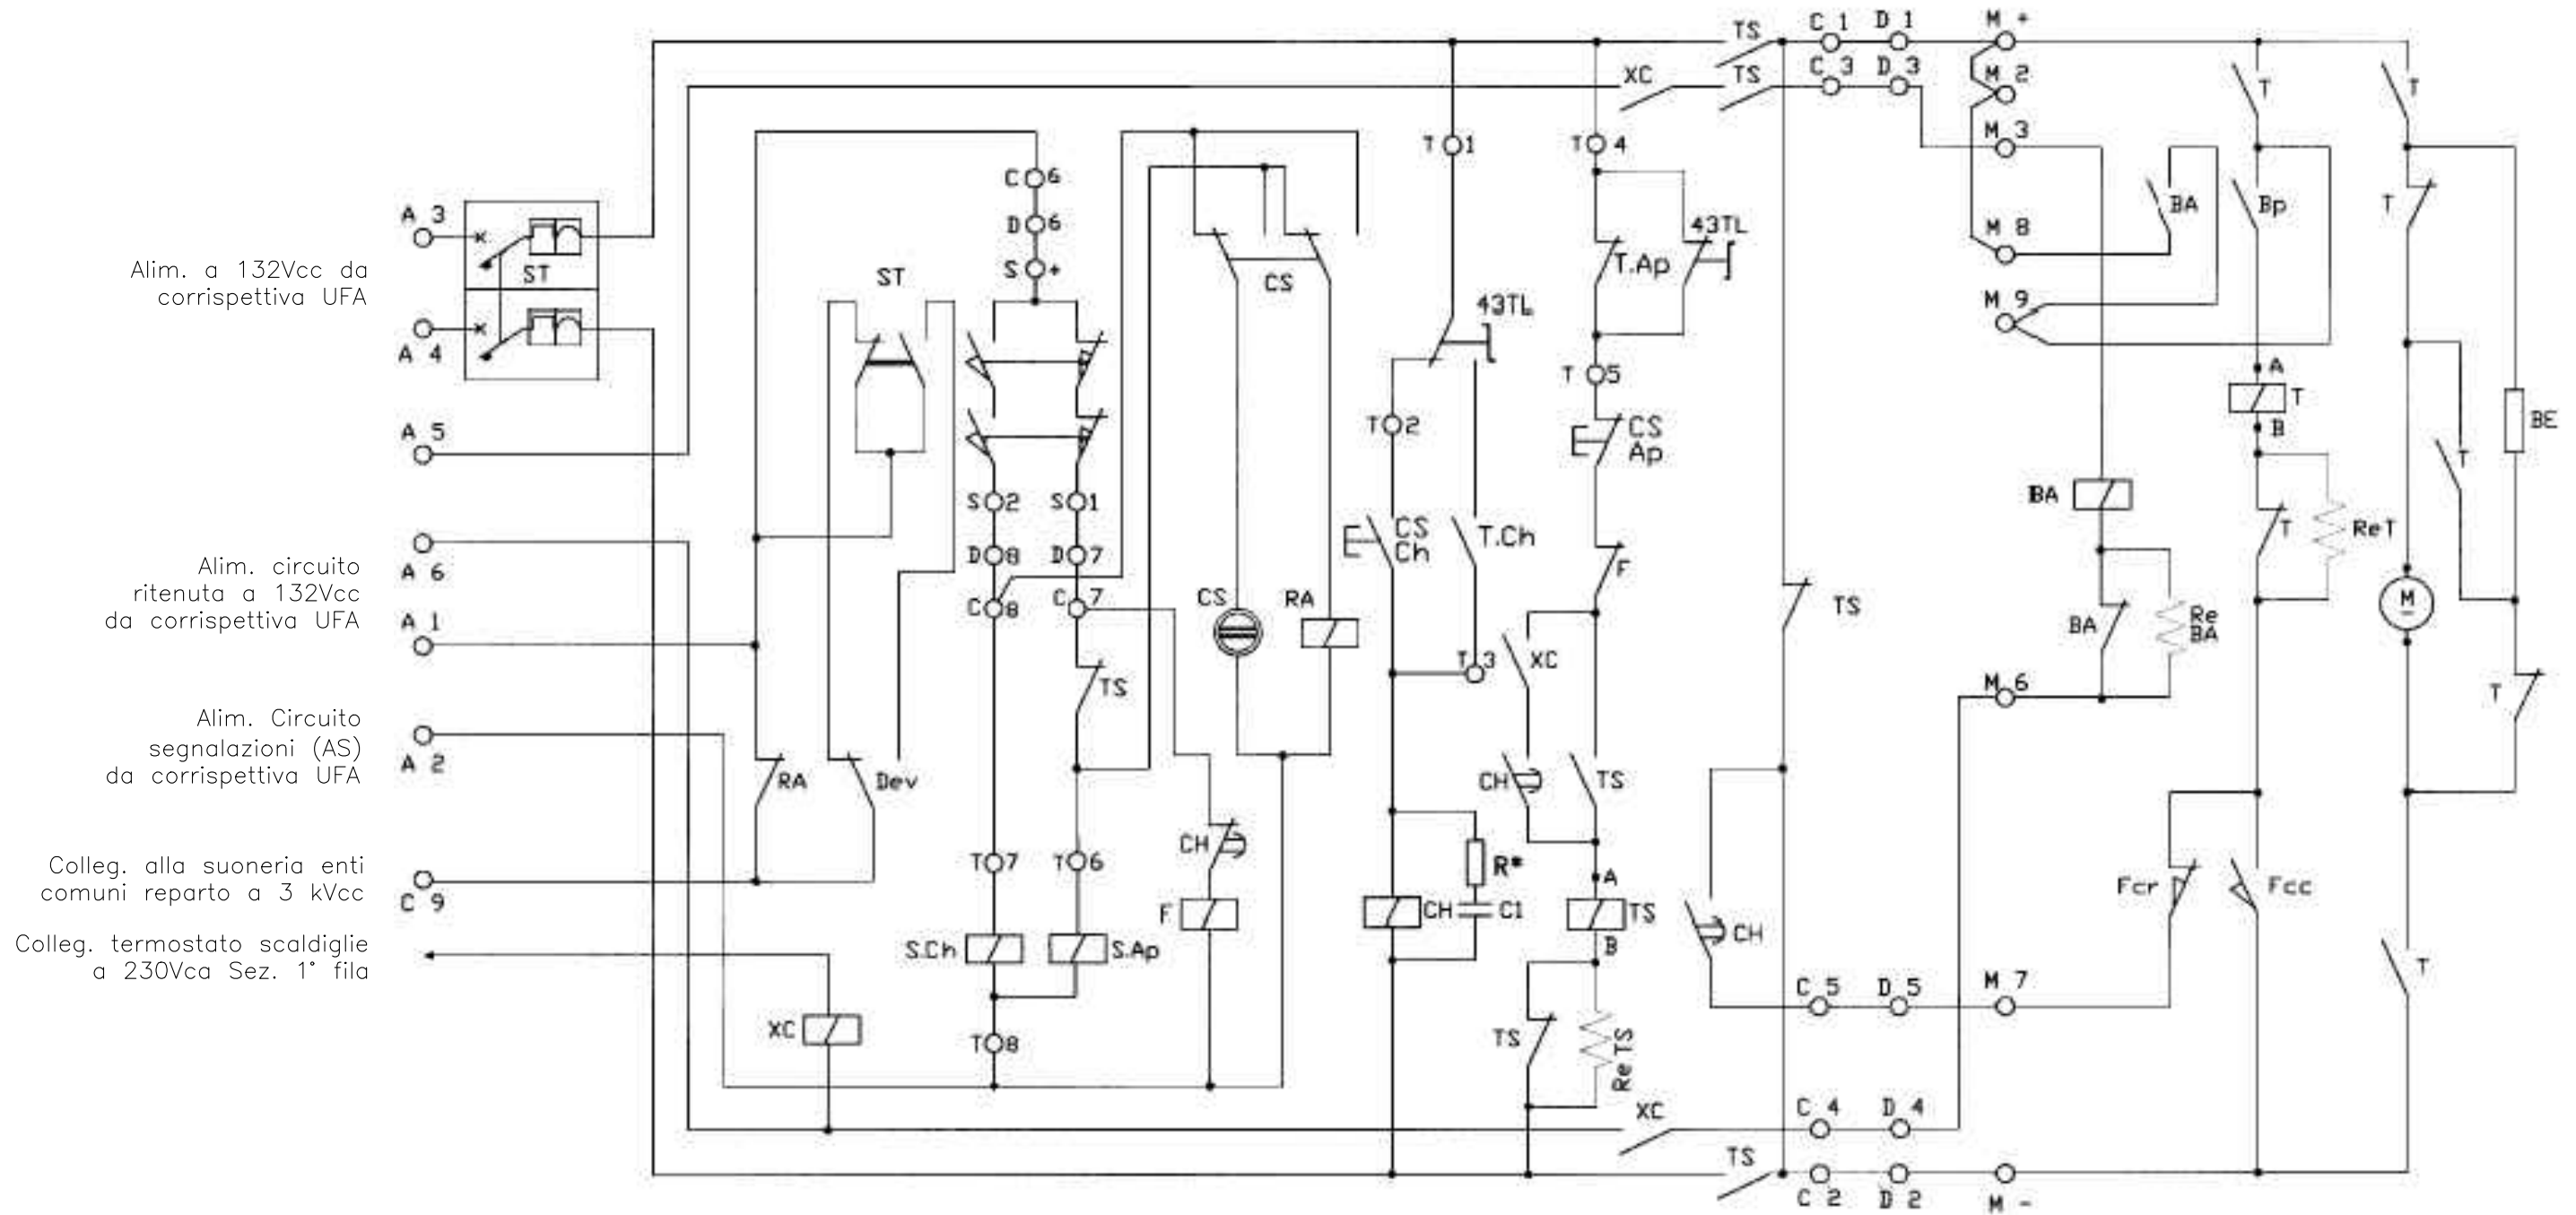 TS
C 1
D 1
M +
XC
TS
C 3
D 3
M 2
T
T
M 3
T 1
T 4
C 6
D 6
S +
A 3
ST
A 4
Alim. a 132Vcc da
corrispettiva UFA
ST
CS
43TL
T.Ap
43TL
BA
Bp
T
M 8
M 9
T 5
A
T
B
BE
T 2
CS
Ap
A 5
T
S 2
S 1
BA
CS
Ch
T.Ch
T
ReT
A 6
Alim. circuito
ritenuta a 132Vcc
da corrispettiva UFA
A 1
D 8
D 7
F
C 8
C 7
CS
RA
TS
M
BA
Re
BA
T 3
XC
TS
M 6
T
Alim. Circuito
segnalazioni (AS)
da corrispettiva UFA
A 2
RA
Dev
CH
TS
CH
Colleg. alla suoneria enti
comuni reparto a 3 kVcc
C 9
T 7
T 6
R*
A
Fcr
Fcc
F
CH
C1
TS
CH
Colleg. termostato scaldiglie
a 230Vca Sez. 1° fila
S.Ch
S.Ap
B
T
C 5
D 5
M 7
XC
T 8
TS
Re TS
XC
C 4
D 4
TS
C 2
D 2
M -